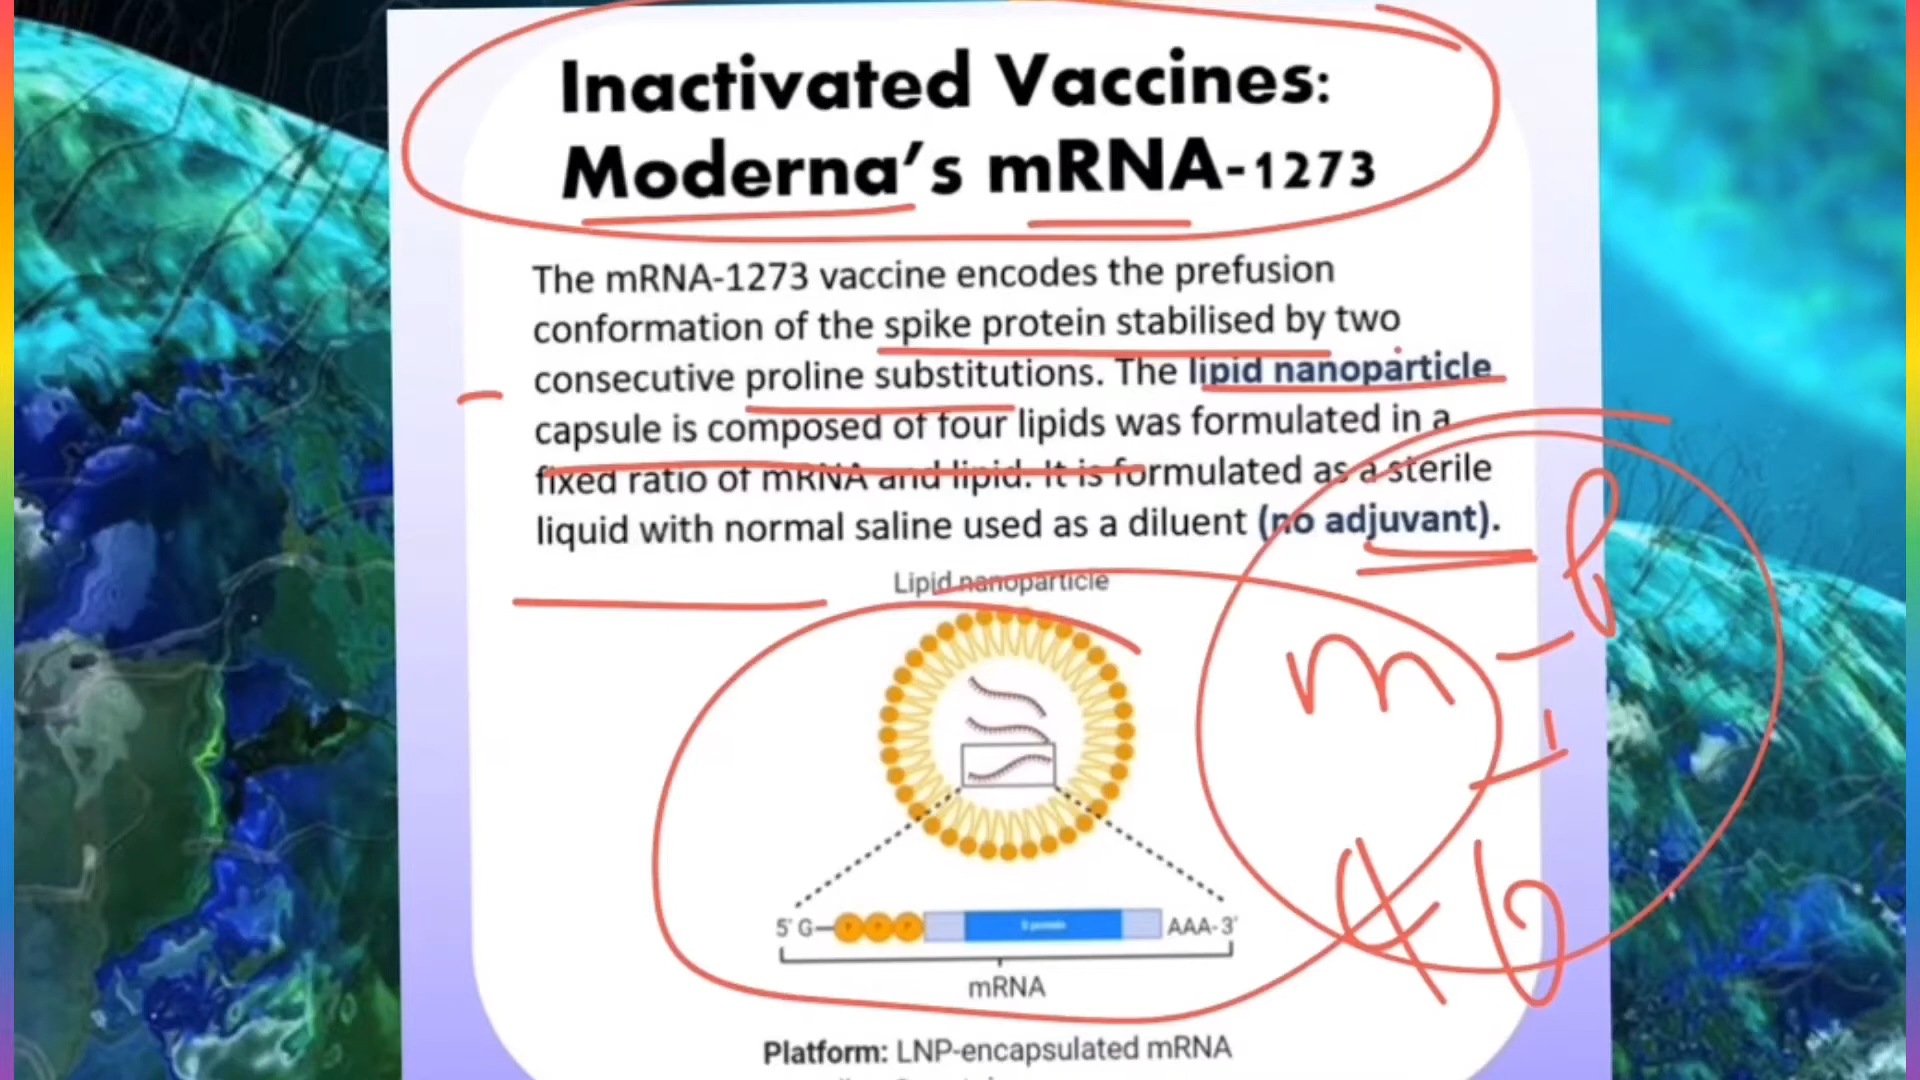 Inactivated Vaccines:
Moderna's mRNA-1273
The mRNA-1273 vaccine encodes the prefusion
conformation of the spike protein stabilised by two
consecutive proline substitutions. The lipid nanoparticle
capsule is composed of four lipids was formulated in a
fixed ratio of mRNA and lipid. It is formulated as a sterile
liquid with normal saline used as a diluent (no adjuvant).
Lipid nanoparticle
m
5' G
P P P
S protein
AAA-3'
mRNA
Platform: LNP-encapsulated mRNA